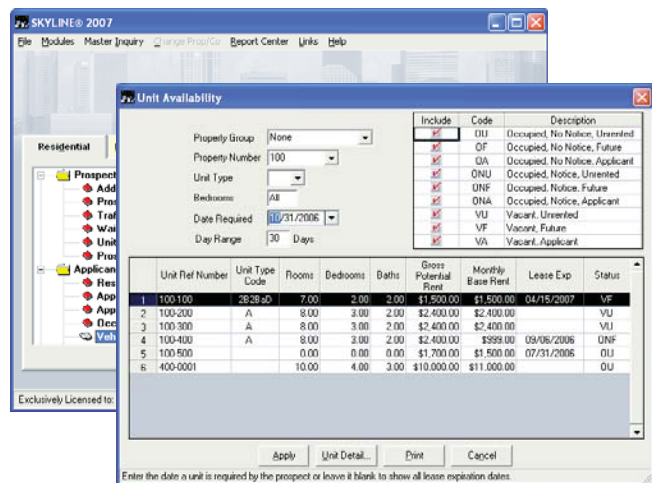 SKYLINE® 2007
File Modules Master Inquiry Change Prop/Co Report Center Links Help
Residential
Prospect
Add
Pros
Traf
Wai
Unit
Pro
Applican
Res
App
App
Occ
Veh
Exclusively Licensed to:
Unit Availability
Property Group None
Property Number 100
Unit Type
Bedrooms All
Date Required 10/31/2006
Day Range 30 Days
Include Code Description
OU Occupied, No Notice, Unrented
OF Occupied, No Notice, Future
OA Occupied, No Notice, Applicant
ONU Occupied, Notice, Unrented
ONF Occupied, Notice. Future
ONA Occupied, Notice, Applicant
VU Vacant. Unrented
VF Vacant, Future
VA Vacant. Applicant
Unit Ref Number Unit Type Code Rooms Bedrooms Baths Gross Potential Rent Monthly Base Rent Lease Exp Status
1 100-100 2B2BaD 7.00 2.00 2.00 $1,500.00 $1,500.00 04/15/2007 VF
2 100-200 A 8.00 3.00 2.00 $2,400.00 $2,400.00 VU
3 100-300 A 8.00 3.00 2.00 $2,400.00 $2,400.00 VU
4 100-400 A 8.00 3.00 2.00 $2,400.00 $999.00 09/06/2006 ONF
5 100-500 0.00 0.00 0.00 $1,700.00 $1,500.00 07/31/2006 OU
6 400-0001 10.00 4.00 3.00 $10,000.00 $11,000.00 OU
Apply Unit Detail... Print Cancel
Enter the date a unit is required by the prospect or leave it blank to show all lease expiration dates.